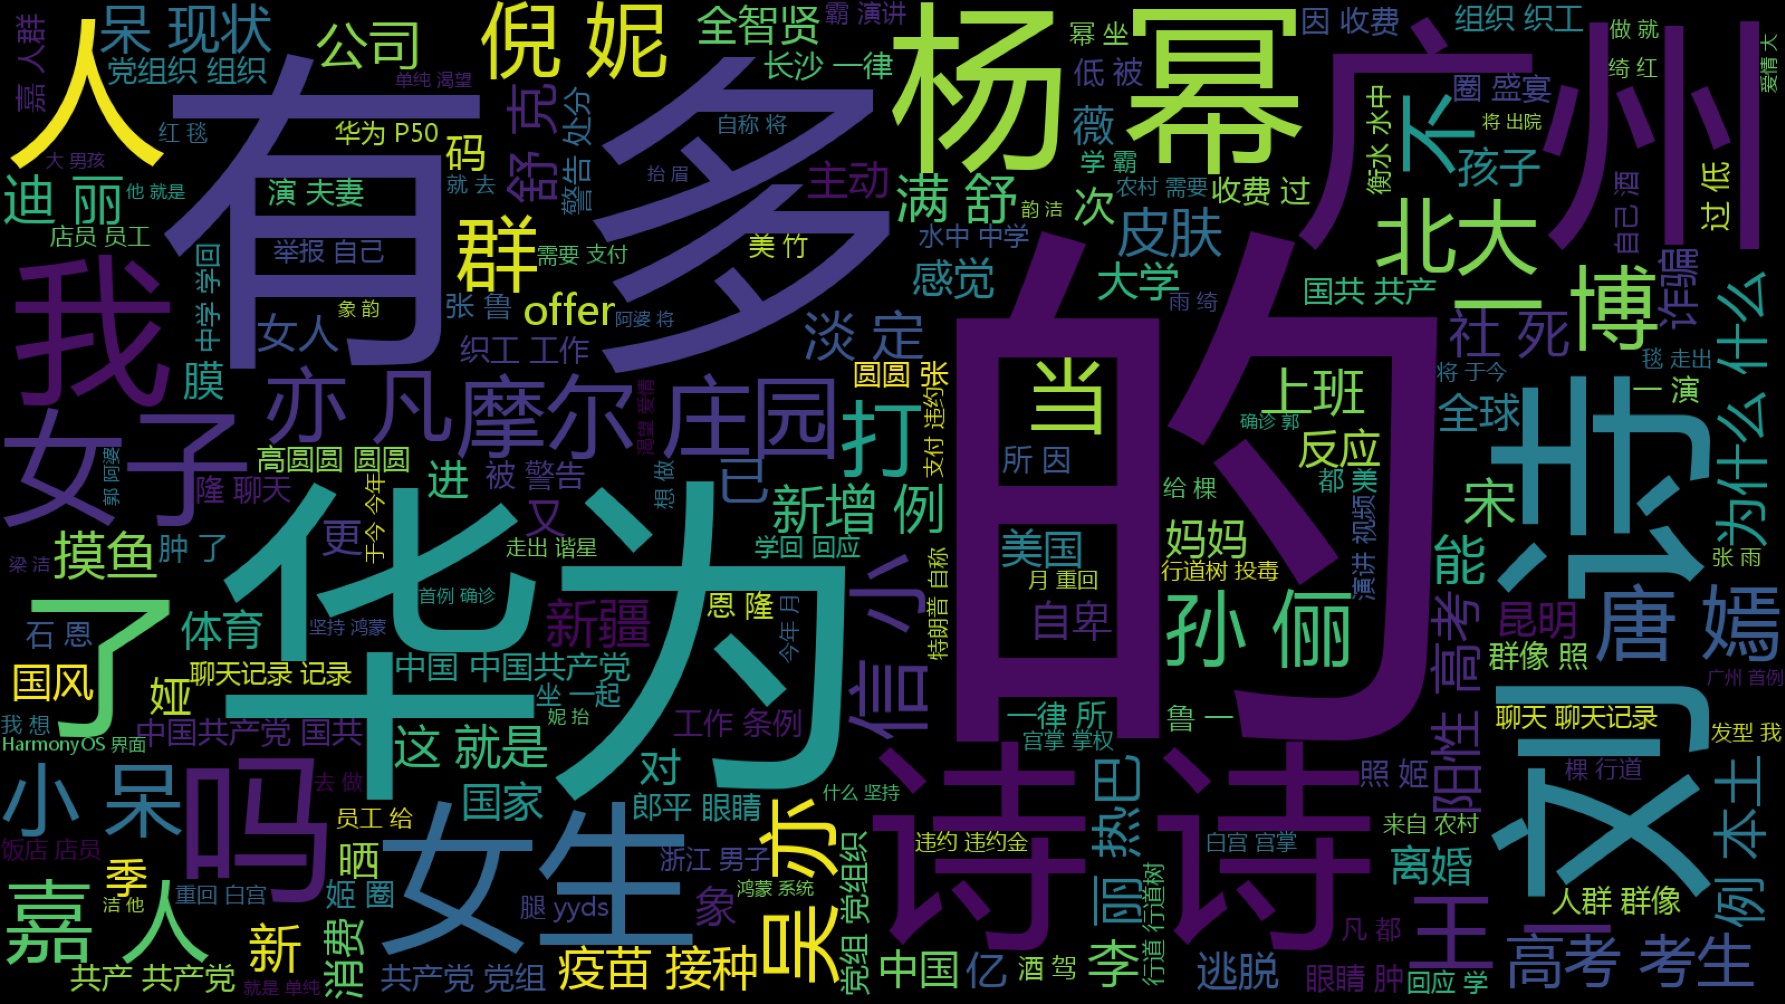 嘉 人群
呆 现状
党组织 组织
公司
单纯 渴望
倪 妮
全智贤
霸 演讲
长沙 一律
杨 幂
幂 坐
低 被
因 收费
组织 织工
做 就
绮 红
爱情 大
人
有 多
广州
红 毯
华为 P50
码
舒 克
警告 处分
自称 将
薇
圈 盛宴
不
将 出院
衡水 水中
大 男孩
迪 丽
他 就是
演 夫妻
就 去
抬 眉
主动
满 舒
韵 洁
次
学 霸
农村 需要
收费 过
孩子
自己 酒
过 低
店员 员工
举报 自己
群
需要 支付
美 竹
水中 中学
皮肤
北大
我
中学 学回
象 韵
张 鲁
offer
阿婆 将
感觉
大学
雨 绮
国共 共产
一 博
诈骗
为什么 什么
女人
织工 工作
淡 定
的
社 死
毯 走出
膜
亦 凡
摩尔 庄园
渴望 爱情
圆圆 张
当
上班
将 于今
一 演
女子
郭 阿婆
高圆圆 圆圆
隆 聊天
进
被 警告
想 做
已
打
支付 违约
所 因
确诊 郭
反应
全球
诗 文
梁 洁
摸鱼
肿 了
更
于今 今年
又
走出 谐星
新增 例
学回 回应
给 棵
都 美
演讲 视频
宋
能
张 雨
了
华为
首例 确诊
小 信
特朗普 自称
美国
妈妈
月 重回
行道树 投毒
石 恩
体育
坚持 鸿蒙
新疆
恩 隆
今年 月
自卑
孙 俪
阳性 高考
昆明
唐 嫣
国风
娅
聊天记录 记录
中国 中国共产党
坐 一起
群像 照
广州 首例
我 想
HarmonyOS 界面
中国共产党 国共
妮 抬
工作 条例
一律 所
鲁 一
宫掌 掌权
聊天 聊天记录
发型 我
小 呆
吗
去 做
这 就是
国家
对
郎平 眼睛
什么 坚持
诗诗
丽 热巴
照 姬
棵 行道
例 本土
饭店 店员
员工 给
晒
女生
浙江 男子
吴 亦
党组 党组织
违约 违约金
白宫 宫掌
来自 农村
离婚
嘉 人
季
洁 他
重回 白宫
姬 圈
腿 yyds
象
鸿蒙 系统
行道 行道树
王 一
人群 群像
凡 都
共产 共产党
新
就是 单纯
消费
共产党 党组
疫苗 接种
中国
亿
酒 驾
李
逃脱
眼睛 肿
回应 学
高考 考生